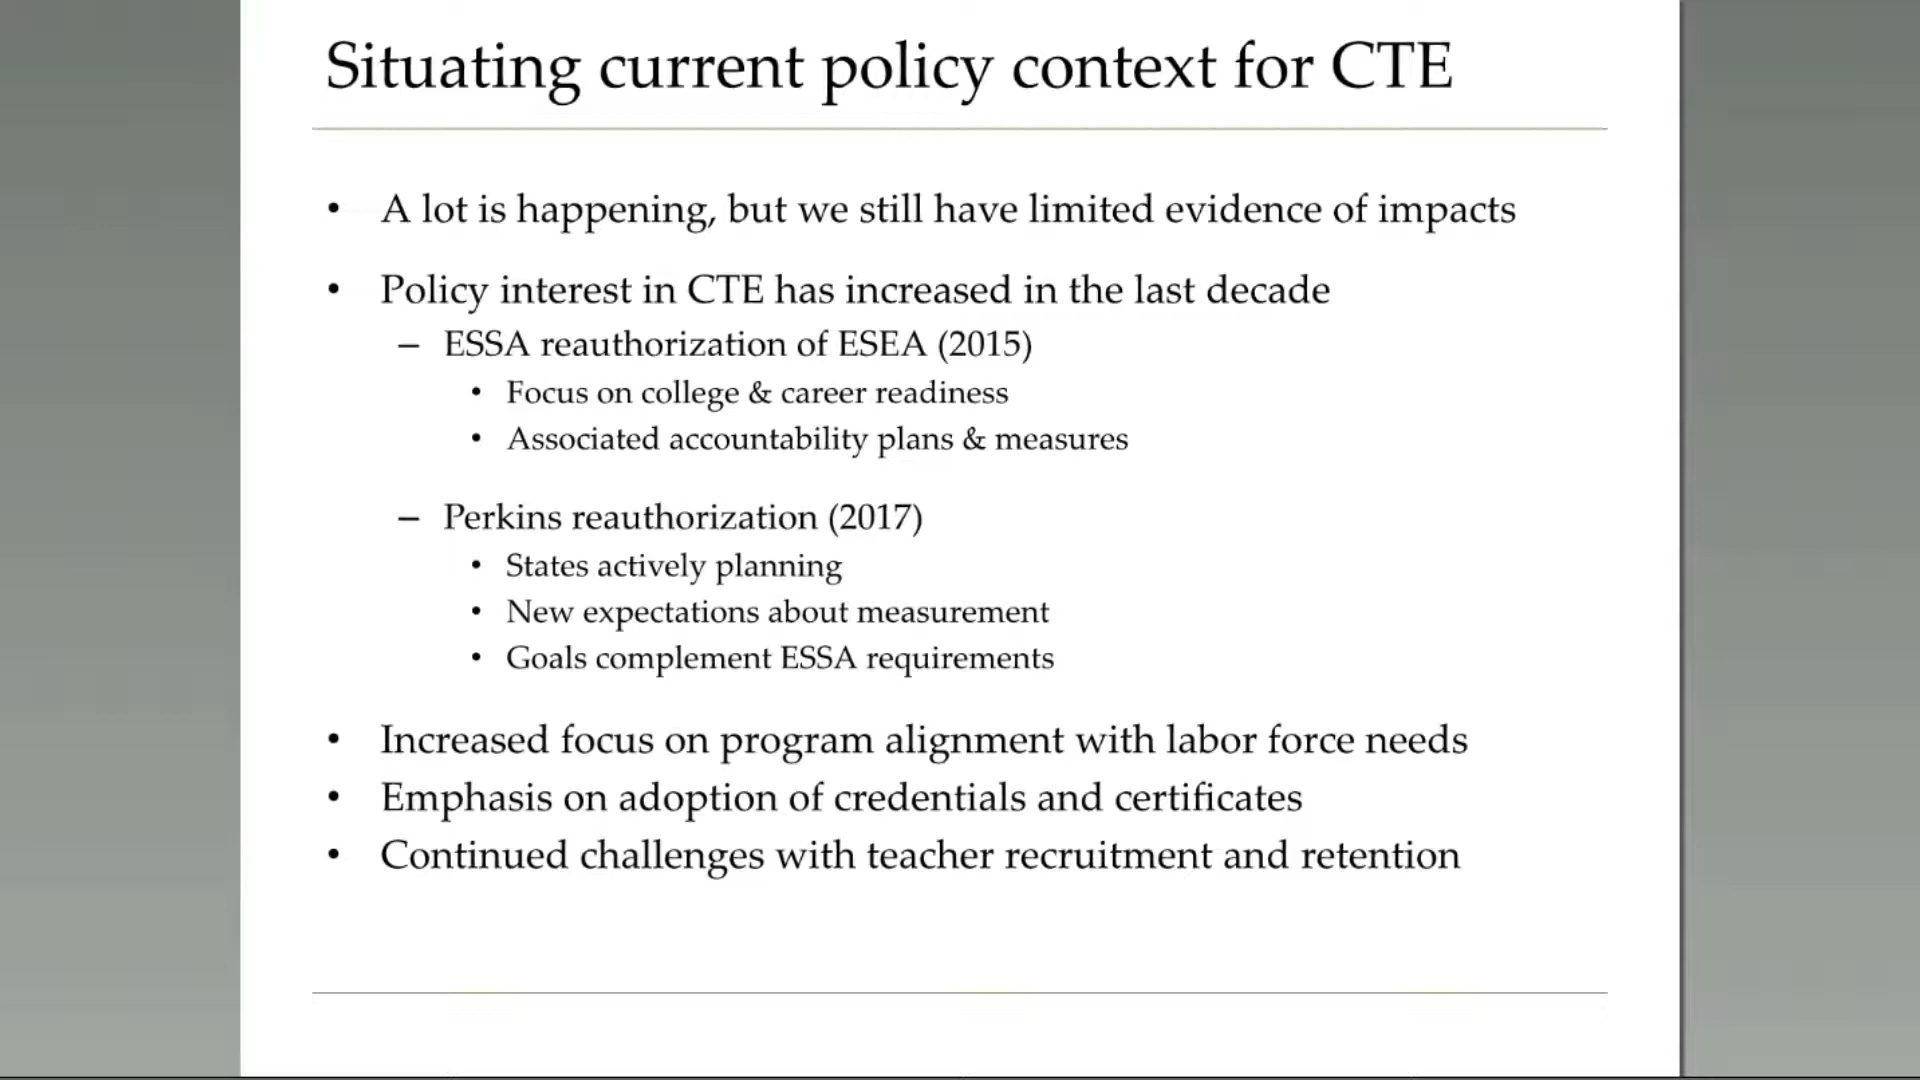 Situating current policy context for CTE
• A lot is happening, but we still have limited evidence of impacts
• Policy interest in CTE has increased in the last decade
– ESSA reauthorization of ESEA (2015)
• Focus on college & career readiness
• Associated accountability plans & measures
– Perkins reauthorization (2017)
• States actively planning
• New expectations about measurement
• Goals complement ESSA requirements
• Increased focus on program alignment with labor force needs
• Emphasis on adoption of credentials and certificates
• Continued challenges with teacher recruitment and retention